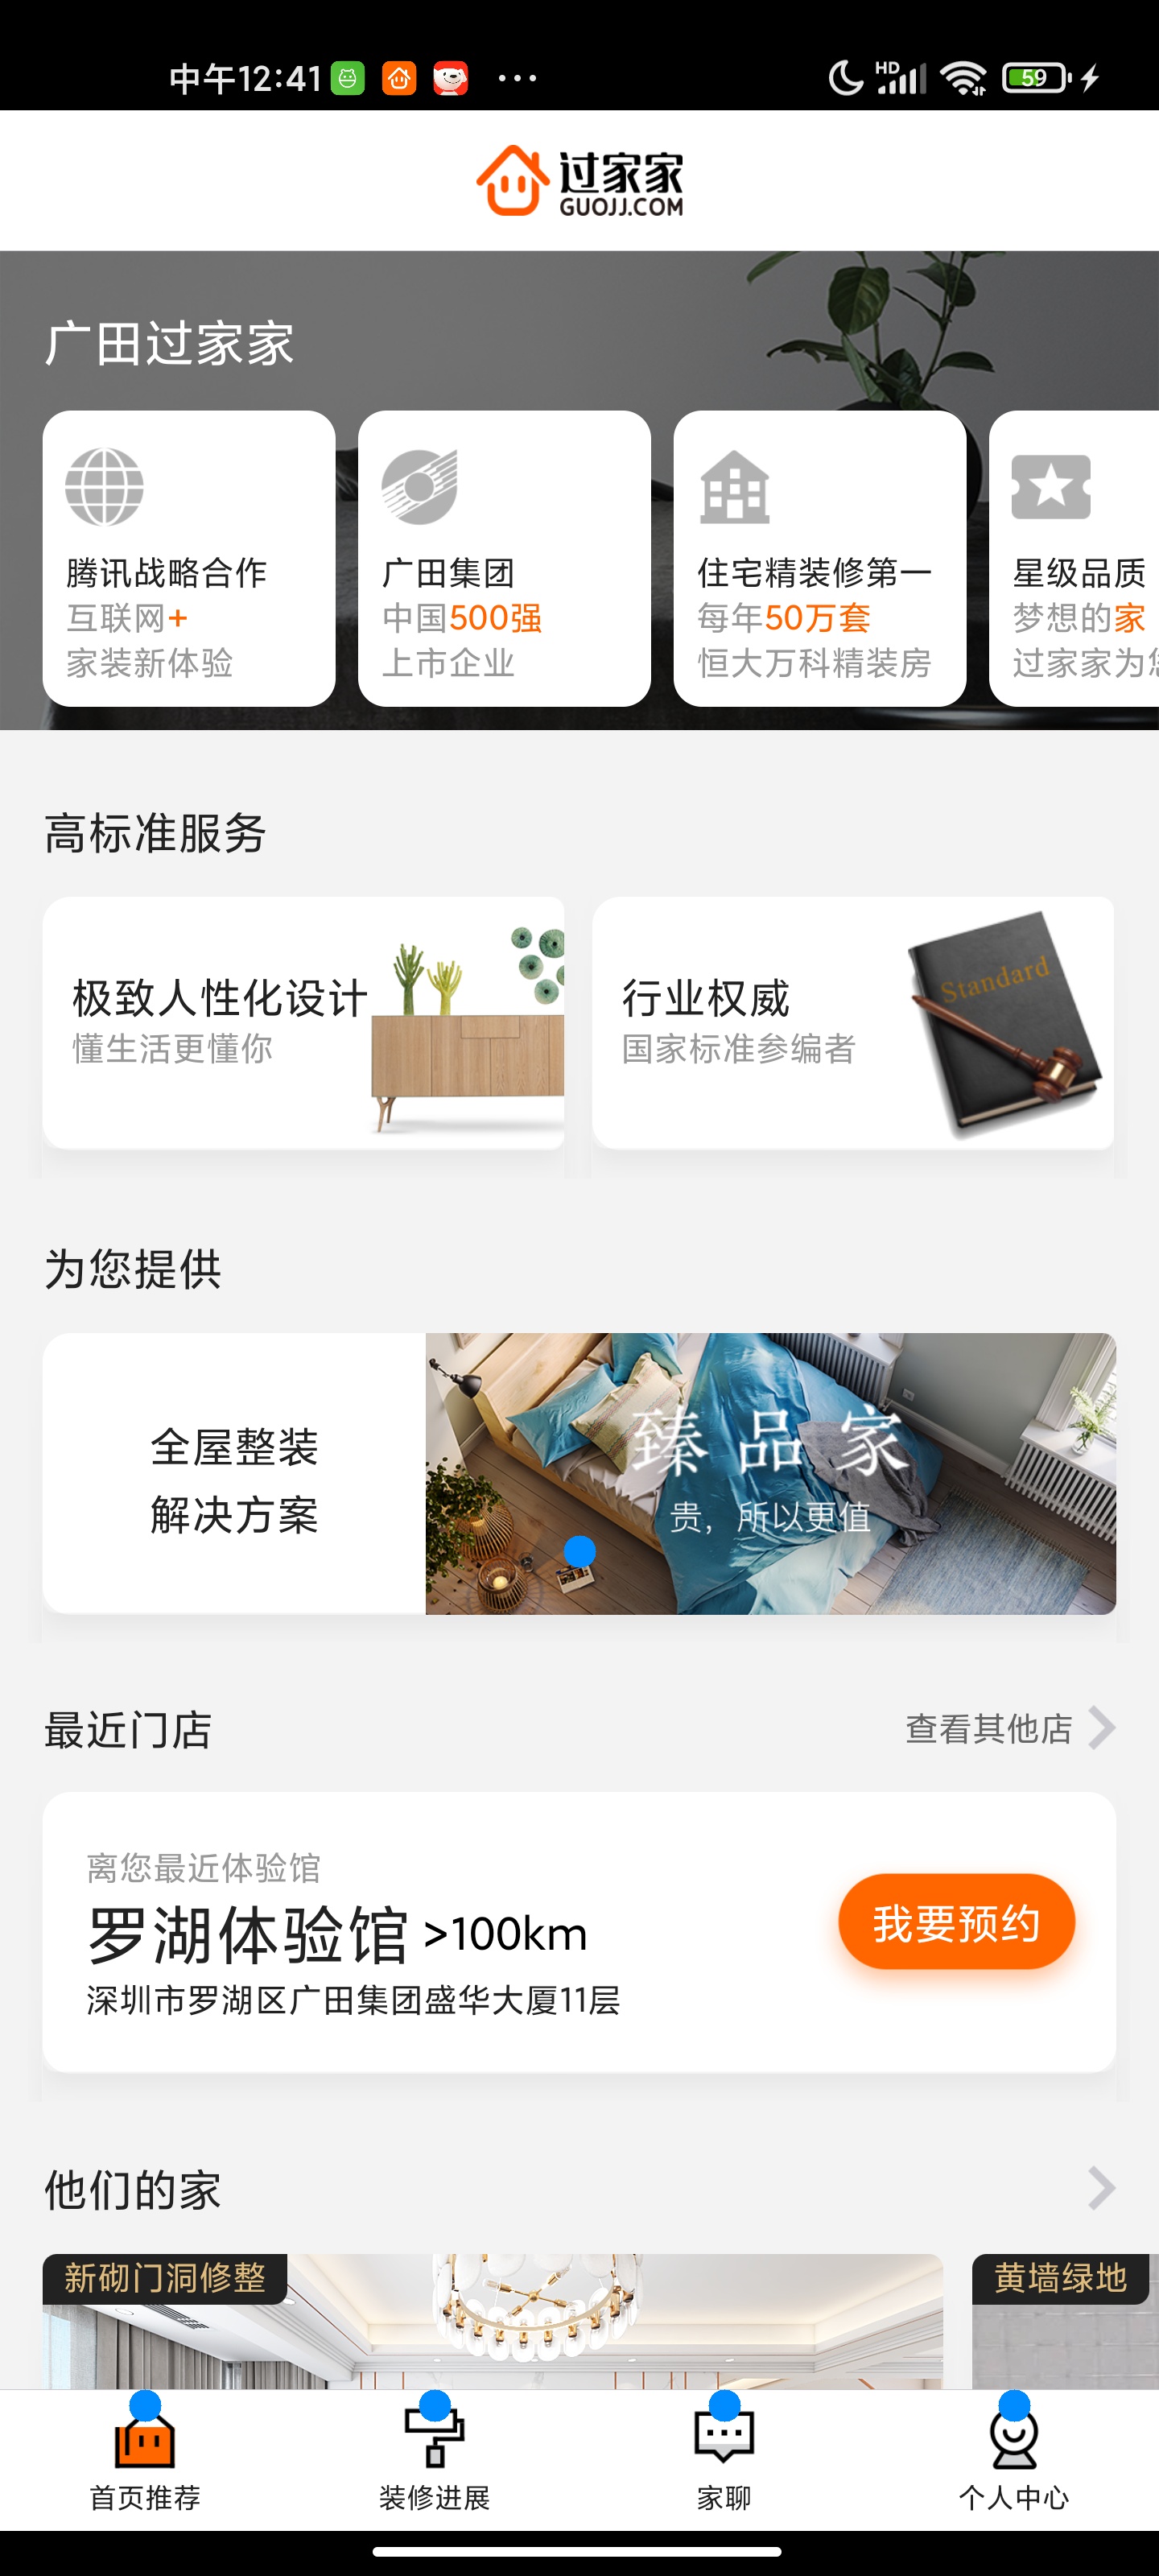 中午12:41
HD
59
过家家
GUOJJ.COM
广田过家家
腾讯战略合作
互联网+
家装新体验
广田集团
中国500强
上市企业
住宅精装修第一
每年50万套
恒大万科精装房
星级品质
梦想的家
过家家为您
高标准服务
极致人性化设计
懂生活更懂你
行业权威
国家标准参编者
Standard
为您提供
全屋整装
解决方案
臻品家
贵，所以更值
最近门店
查看其他店
离您最近体验馆
罗湖体验馆 >100km
深圳市罗湖区广田集团盛华大厦11层
我要预约
他们的家
新砌门洞修整
黄墙绿地
首页推荐
装修进展
家聊
个人中心